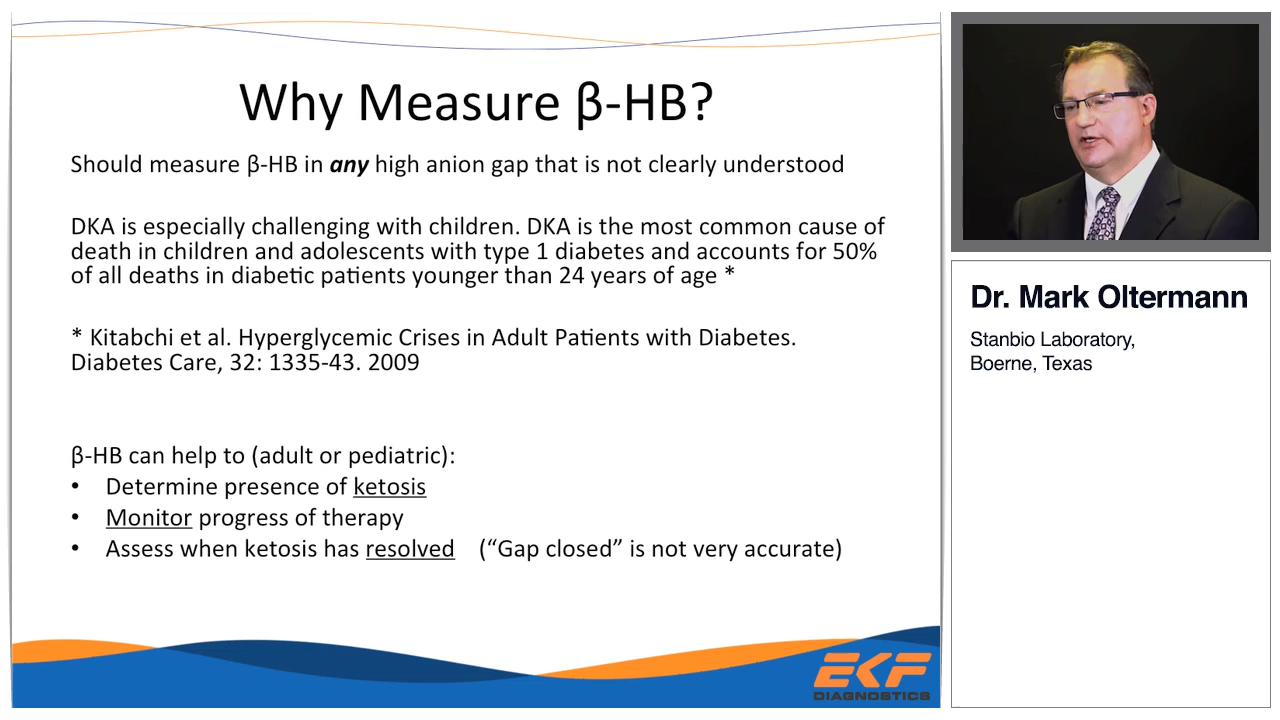 Why Measure β-HB?
Should measure β-HB in any high anion gap that is not clearly understood
DKA is especially challenging with children. DKA is the most common cause of
death in children and adolescents with type 1 diabetes and accounts for 50%
of all deaths in diabetic patients younger than 24 years of age *
* Kitabchi et al. Hyperglycemic Crises in Adult Patients with Diabetes.
Diabetes Care, 32: 1335-43. 2009
β-HB can help to (adult or pediatric):
• Determine presence of ketosis
• Monitor progress of therapy
• Assess when ketosis has resolved (“Gap closed” is not very accurate)
EKF
DIAGNOSTICS
Dr. Mark Oltermann
Stanbio Laboratory,
Boerne, Texas